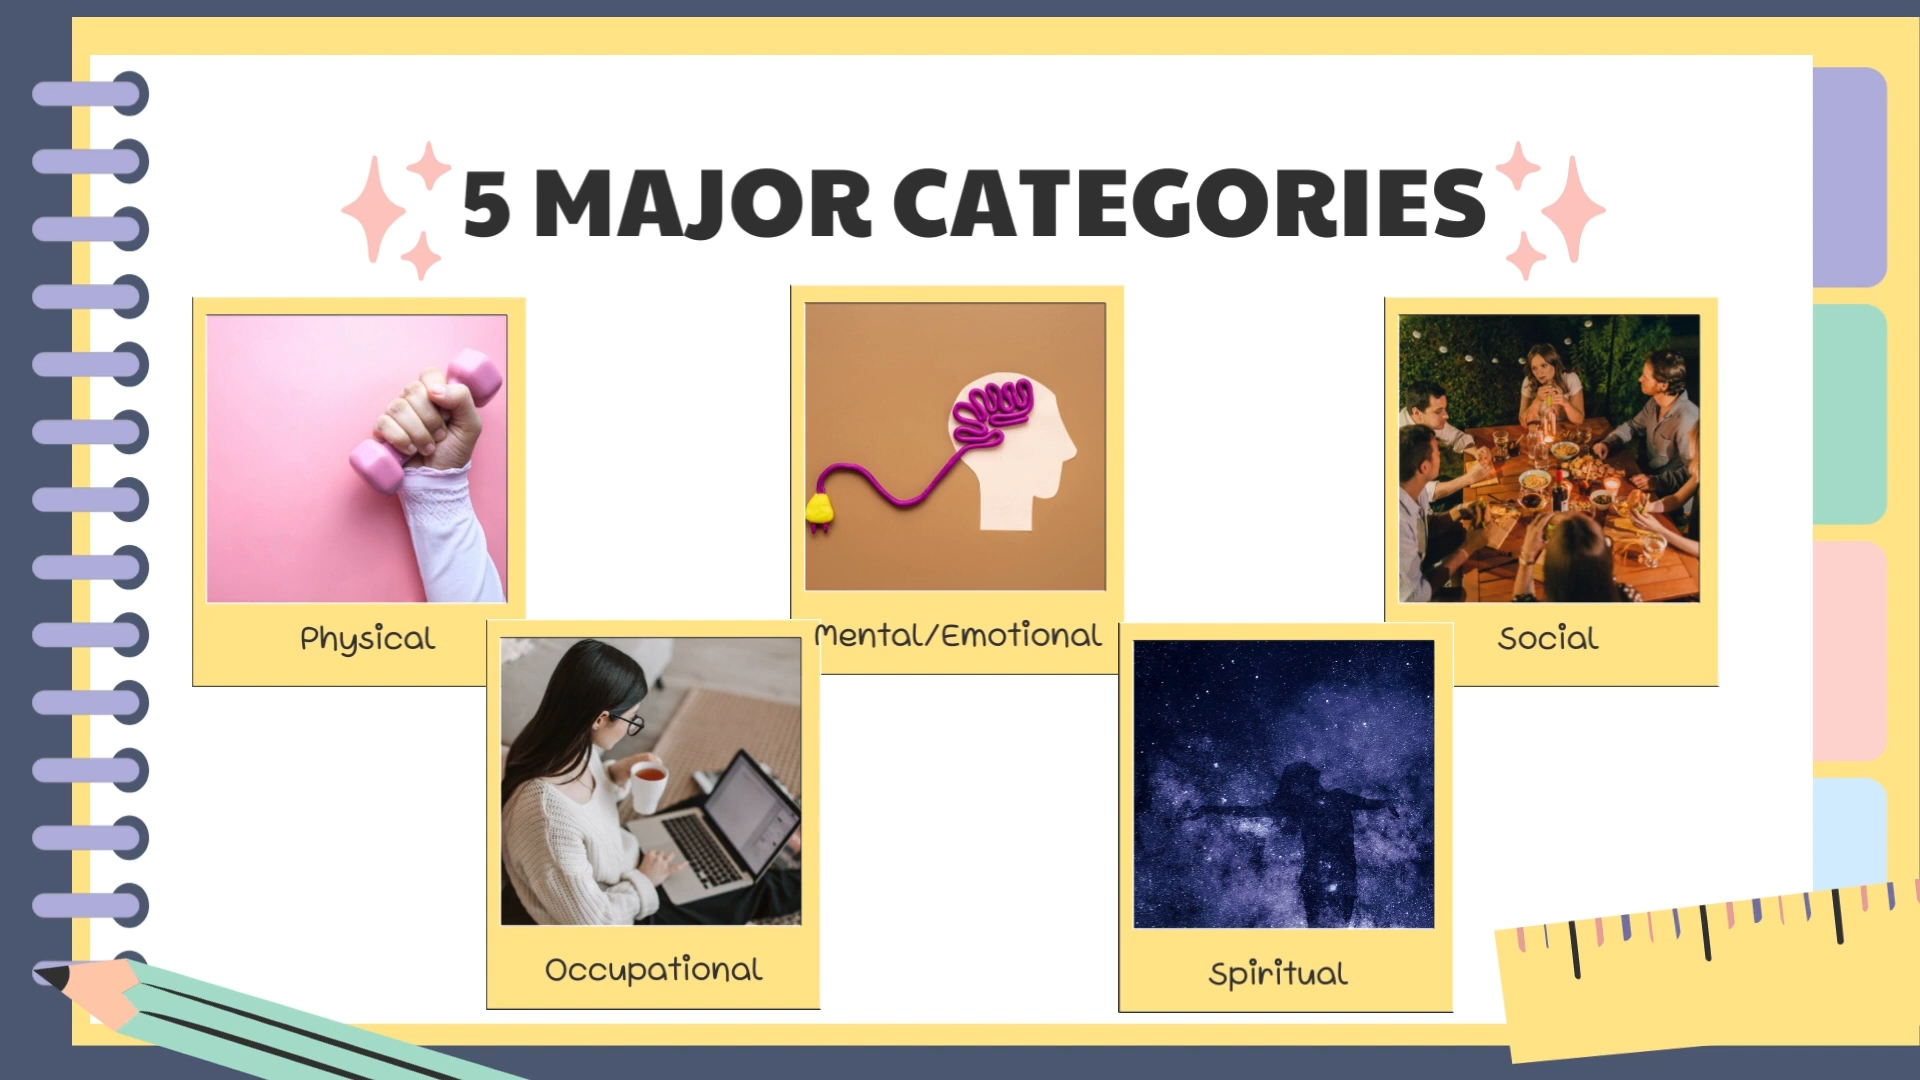 5 MAJOR CATEGORIES
Physical
Mental/Emotional
Social
Occupational
Spiritual